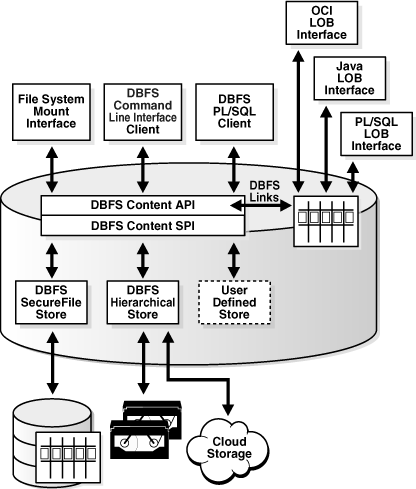 OCI
LOB
Interface
Java
LOB
Interface
File System
Mount
Interface
DBFS
Command
Line Interface
Client
DBFS
PL/SQL
Client
PL/SQL
LOB
Interface
DBFS
Links
DBFS Content API
DBFS Content SPI
DBFS
SecureFile
Store
DBFS
Hierarchical
Store
User
Defined
Store
Cloud
Storage